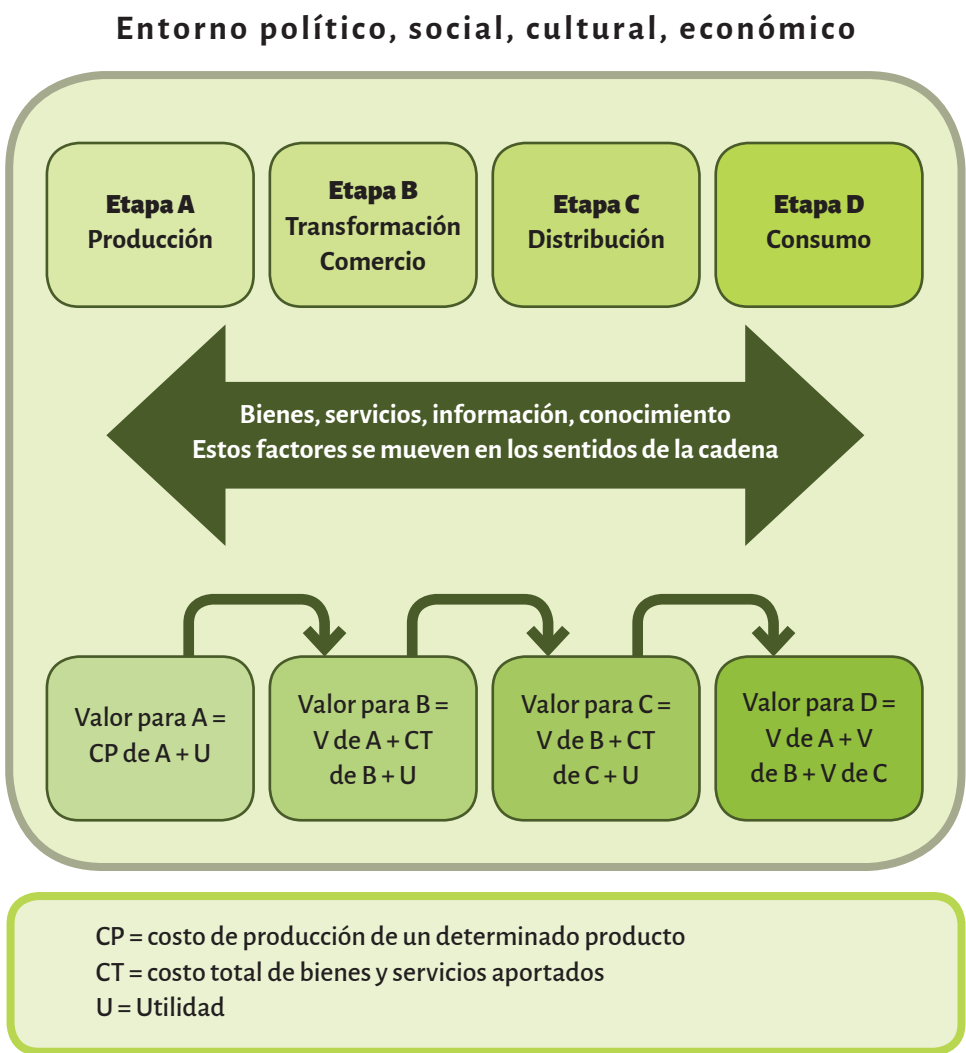 Entorno político, social, cultural, económico
Etapa A
Producción
Etapa B
Transformación
Comercio
Etapa C
Distribución
Etapa D
Consumo
Bienes, servicios, información, conocimiento
Estos factores se mueven en los sentidos de la cadena
Valor para A =
CP de A + U
Valor para B =
V de A + CT
de B + U
Valor para C =
V de B + CT
de C + U
Valor para D =
V de A + V
de B + V de C
CP = costo de producción de un determinado producto
CT = costo total de bienes y servicios aportados
U = Utilidad